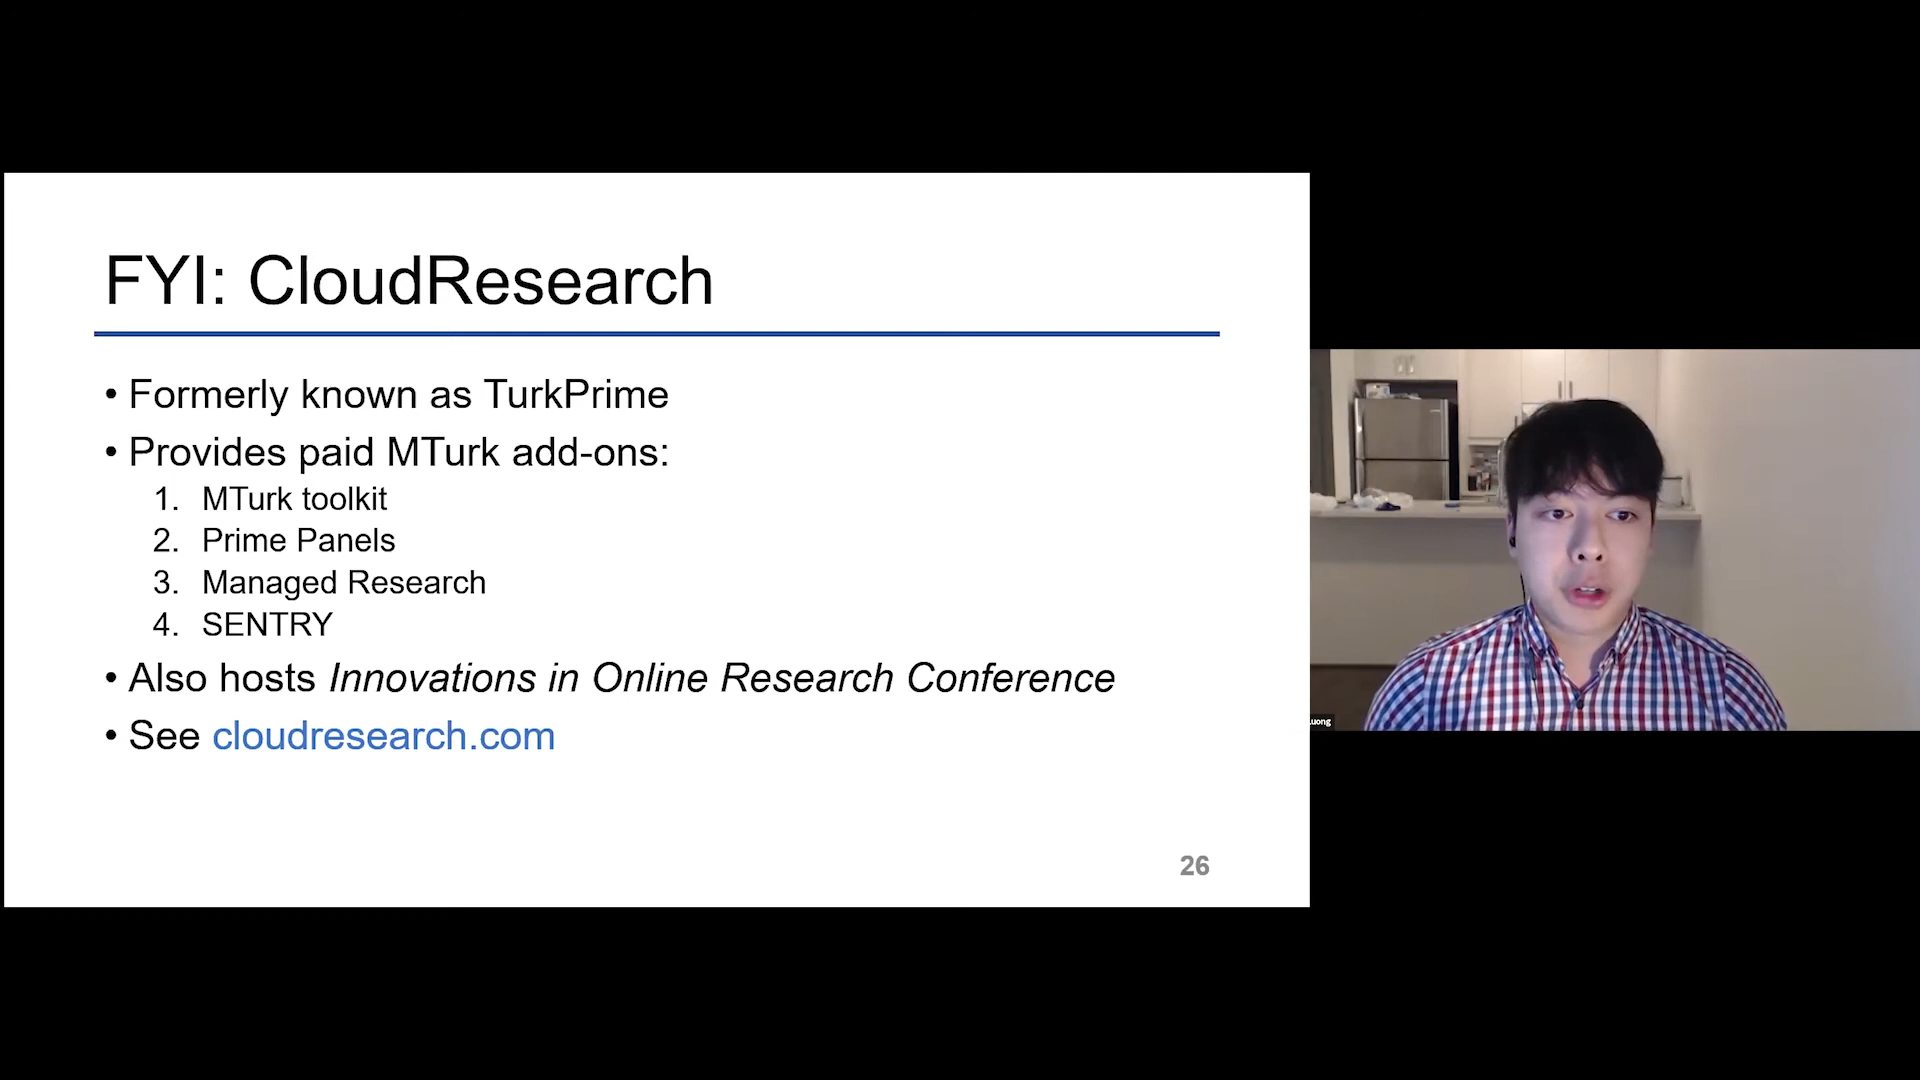 FYI: CloudResearch
• Formerly known as TurkPrime
• Provides paid MTurk add-ons:
1. MTurk toolkit
2. Prime Panels
3. Managed Research
4. SENTRY
• Also hosts Innovations in Online Research Conference
• See cloudresearch.com
26
Luong